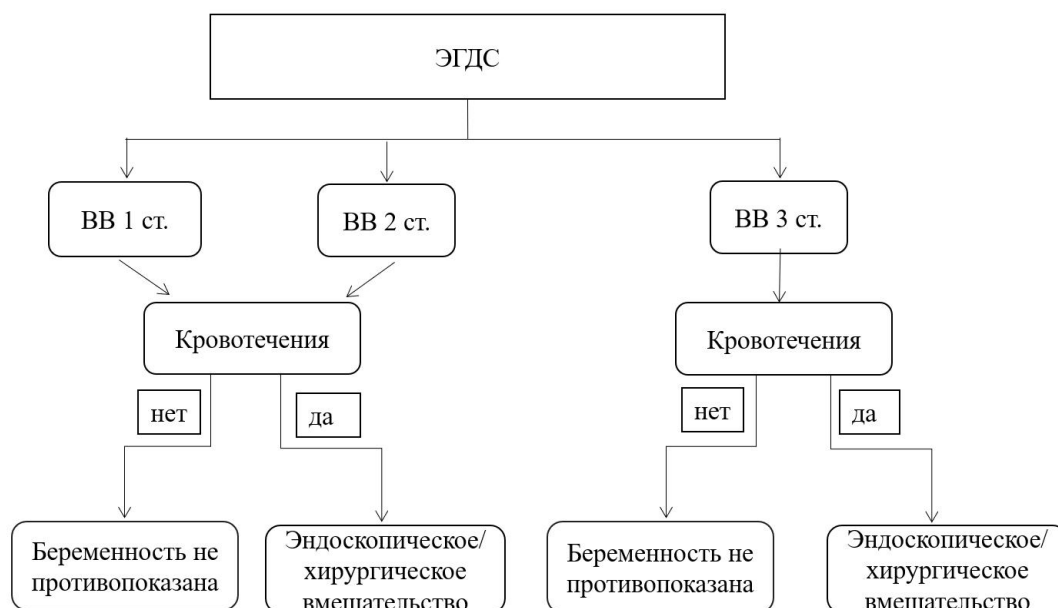 ЭГДС
ВВ 1 ст.
ВВ 2 ст.
ВВ 3 ст.
Кровотечения
Кровотечения
нет
да
нет
да
Беременность не
противопоказана
Эндоскопическое/
хирургическое
вмешательство
Беременность не
противопоказана
Эндоскопическое/
хирургическое
вмешательство